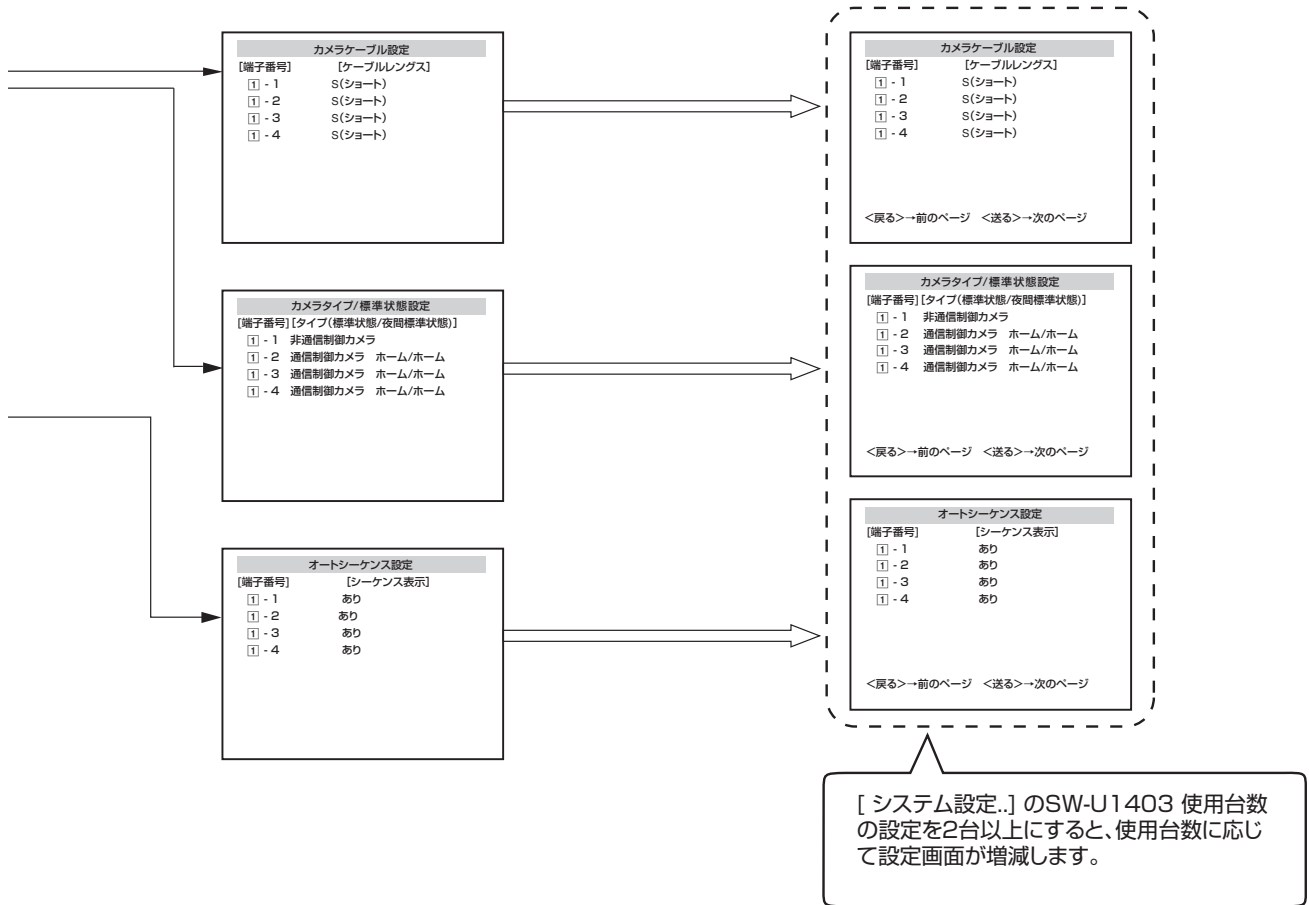 カメラケーブル設定
[端子番号] [ケーブルレングス]
1 - 1 S(ショート)
1 - 2 S(ショート)
1 - 3 S(ショート)
1 - 4 S(ショート)
カメラケーブル設定
[端子番号] [ケーブルレングス]
1 - 1 S(ショート)
1 - 2 S(ショート)
1 - 3 S(ショート)
1 - 4 S(ショート)
<戻る>→前のページ <送る>→次のページ
カメラタイプ/標準状態設定
[端子番号][タイプ(標準状態/夜間標準状態)]
1 - 1 非通信制御カメラ
1 - 2 通信制御カメラ ホーム/ホーム
1 - 3 通信制御カメラ ホーム/ホーム
1 - 4 通信制御カメラ ホーム/ホーム
カメラタイプ/標準状態設定
[端子番号][タイプ(標準状態/夜間標準状態)]
1 - 1 非通信制御カメラ
1 - 2 通信制御カメラ ホーム/ホーム
1 - 3 通信制御カメラ ホーム/ホーム
1 - 4 通信制御カメラ ホーム/ホーム
<戻る>→前のページ <送る>→次のページ
オートシーケンス設定
[端子番号] [シーケンス表示]
1 - 1 あり
1 - 2 あり
1 - 3 あり
1 - 4 あり
オートシーケンス設定
[端子番号] [シーケンス表示]
1 - 1 あり
1 - 2 あり
1 - 3 あり
1 - 4 あり
<戻る>→前のページ <送る>→次のページ
[ システム設定..] のSW-U1403 使用台数
の設定を2台以上にすると、使用台数に応じ
て設定画面が増減します。